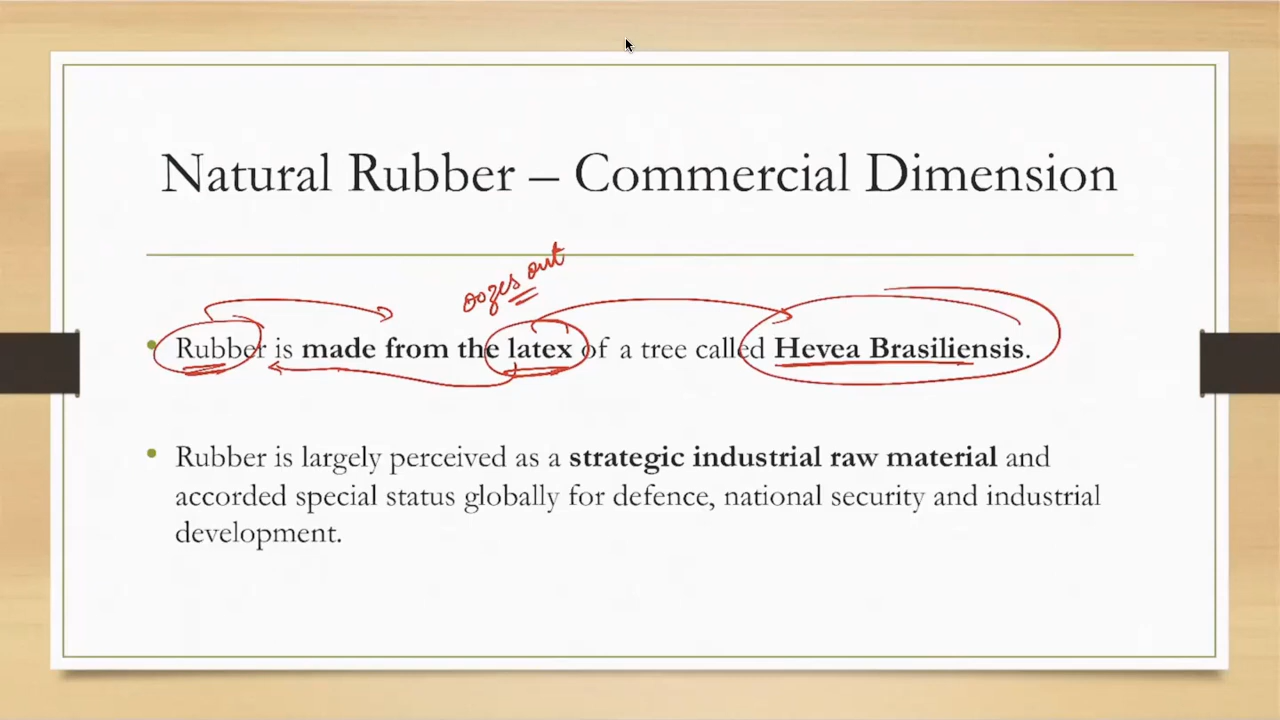 Natural Rubber – Commercial Dimension
oozes out
Rubber is made from the latex of a tree called Hevea Brasiliensis.
Rubber is largely perceived as a strategic industrial raw material and
accorded special status globally for defence, national security and industrial
development.